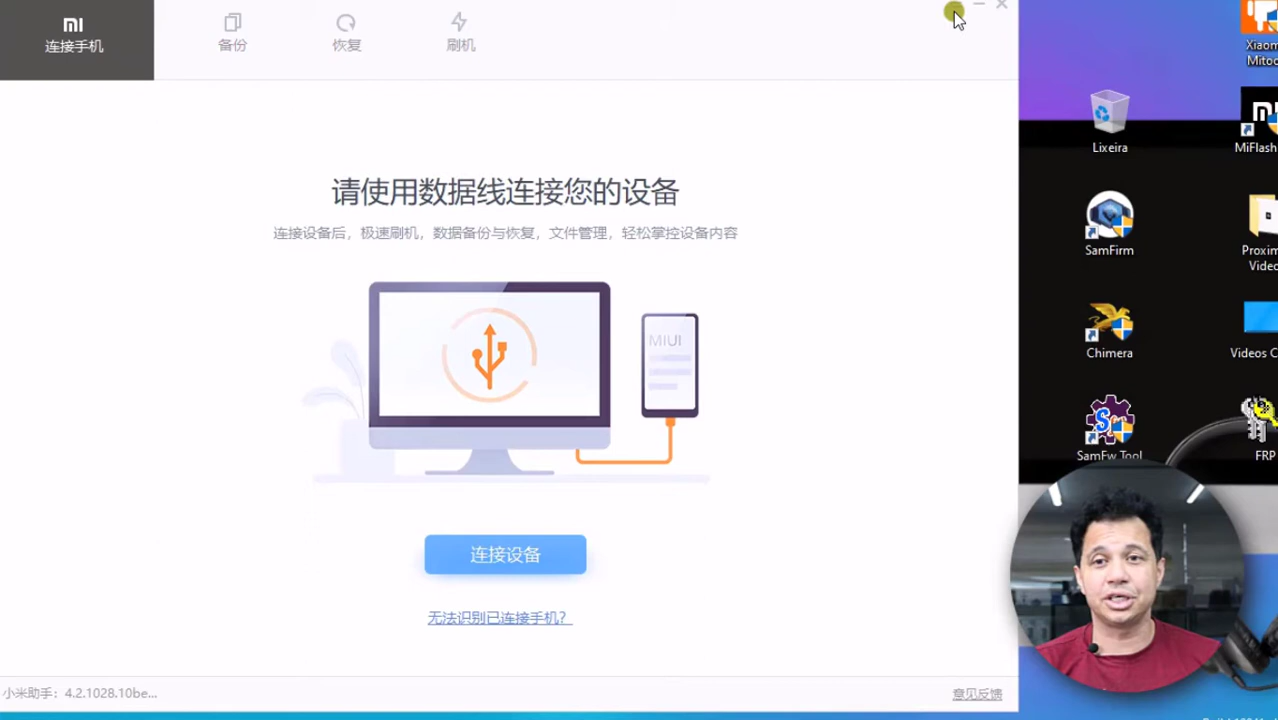 连接手机
备份
恢复
刷机
请使用数据线连接您的设备
连接设备后，极速刷机，数据备份与恢复，文件管理，轻松掌控设备内容
MIUI
连接设备
无法识别已连接手机？
小米助手：4.2.1028.10be...
意见反馈
Xiaom
Mitoo
Lixeira
MiFlash
SamFirm
Proxim
Video
Chimera
Videos C
SamFw Tool
FRP